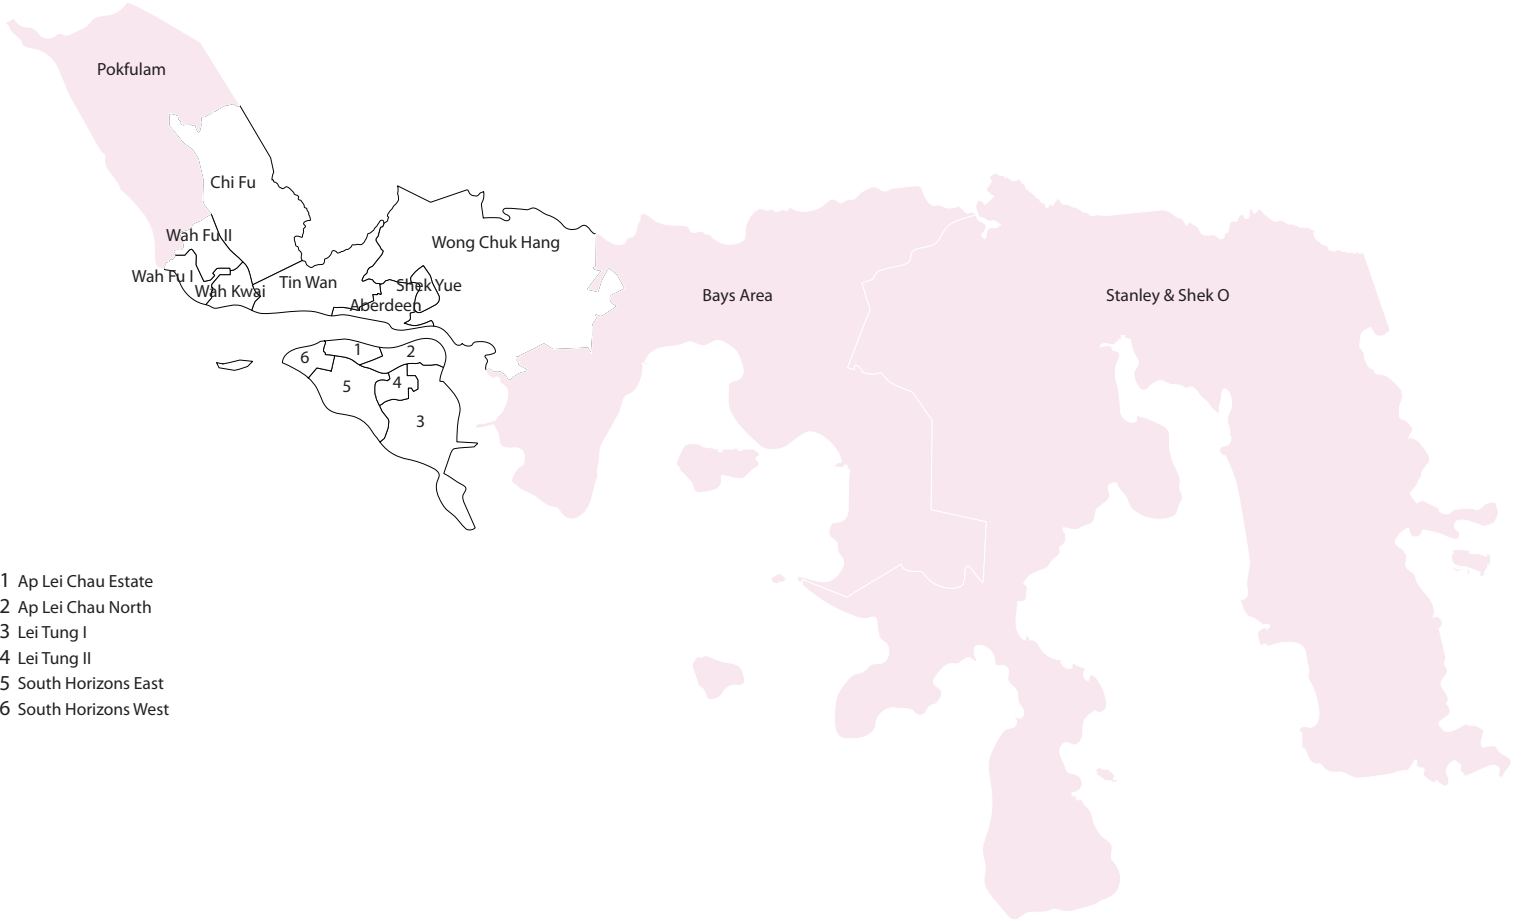 Pokfulam
Chi Fu
Wah Fu II
Wong Chuk Hang
Wah Fu I
Tin Wan
Shek Yue
Wah Kwai
Aberdeen
Bays Area
Stanley & Shek O
1
2
6
5
4
3
1 Ap Lei Chau Estate
2 Ap Lei Chau North
3 Lei Tung I
4 Lei Tung II
5 South Horizons East
6 South Horizons West